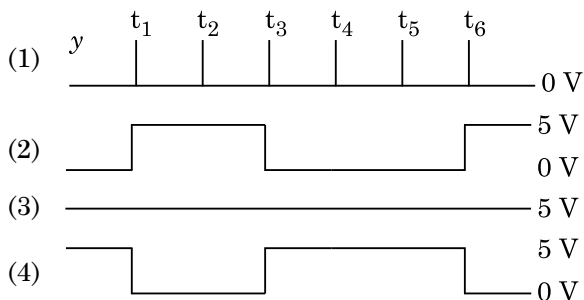 y t₁ t₂ t₃ t₄ t₅ t₆
(1) 0 V
5 V
(2) 0 V
(3) 5 V
5 V
(4) 0 V